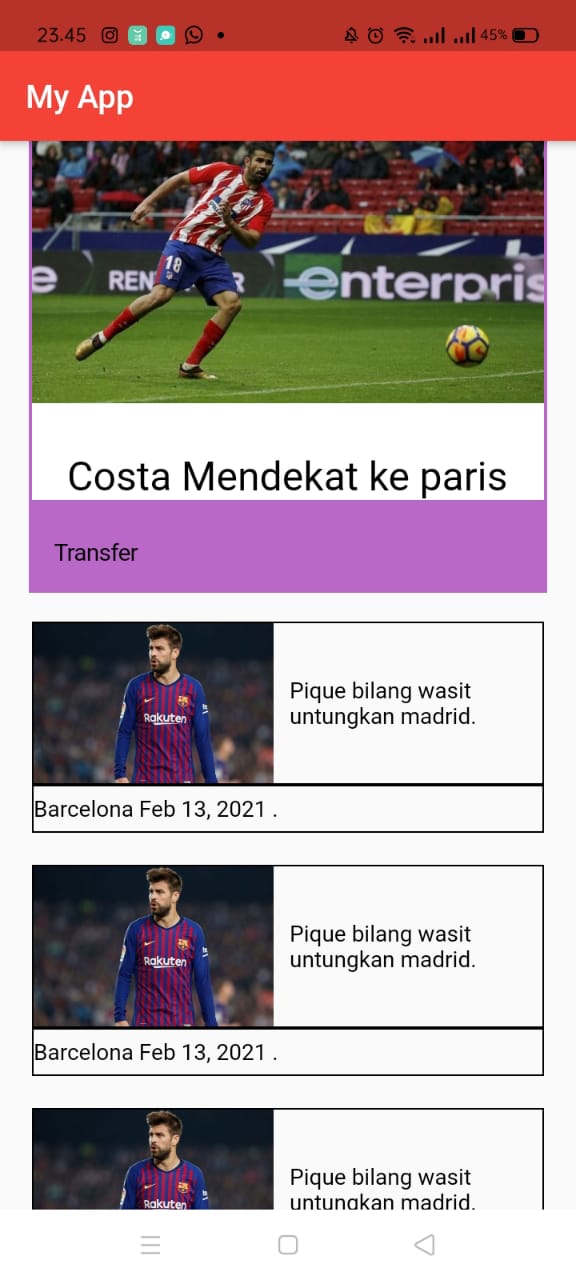 23.45
45%
My App
18
e
REN
R
enterpris
Costa Mendekat ke paris
Transfer
Rakuten
Pique bilang wasit
untungkan madrid.
Barcelona Feb 13, 2021 .
Rakuten
Pique bilang wasit
untungkan madrid.
Barcelona Feb 13, 2021 .
Rakuten
Pique bilang wasit
untungkan madrid.